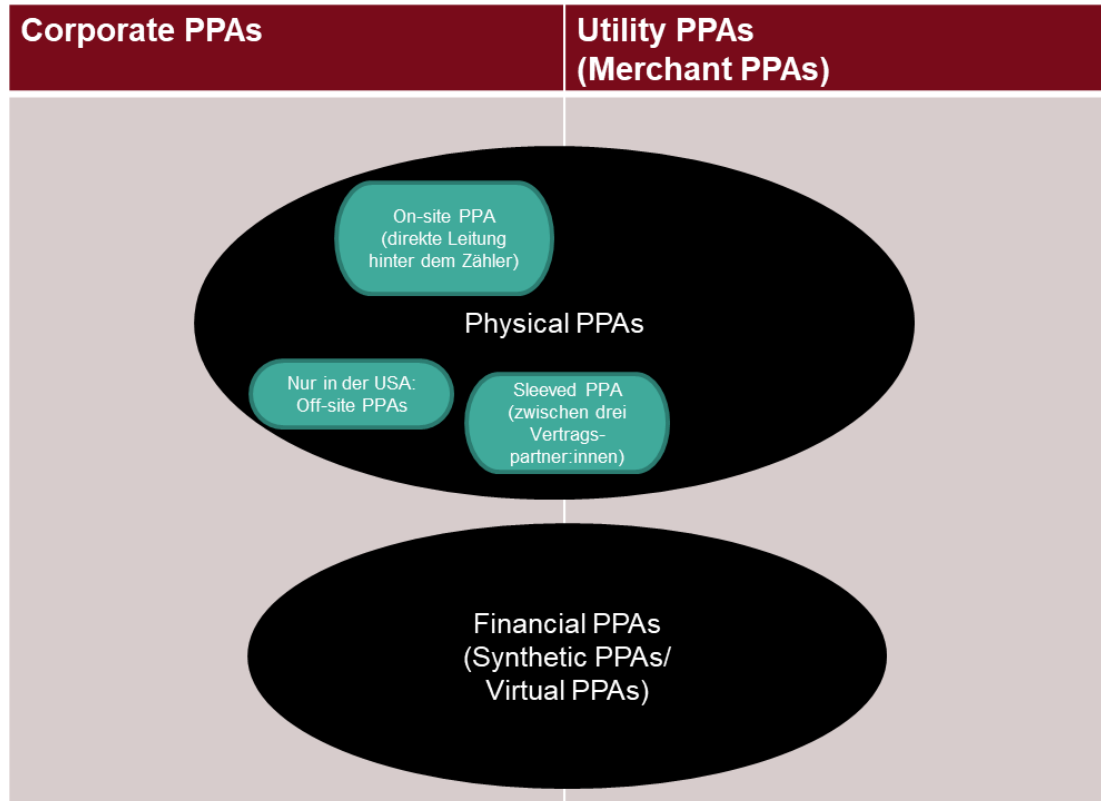 Corporate PPAs
Utility PPAs
(Merchant PPAs)
On-site PPA
(direkte Leitung
hinter dem Zähler)
Physical PPAs
Nur in der USA:
Off-site PPAs
Sleeved PPA
(zwischen drei
Vertrags-
partner:innen)
Financial PPAs
(Synthetic PPAs/
Virtual PPAs)